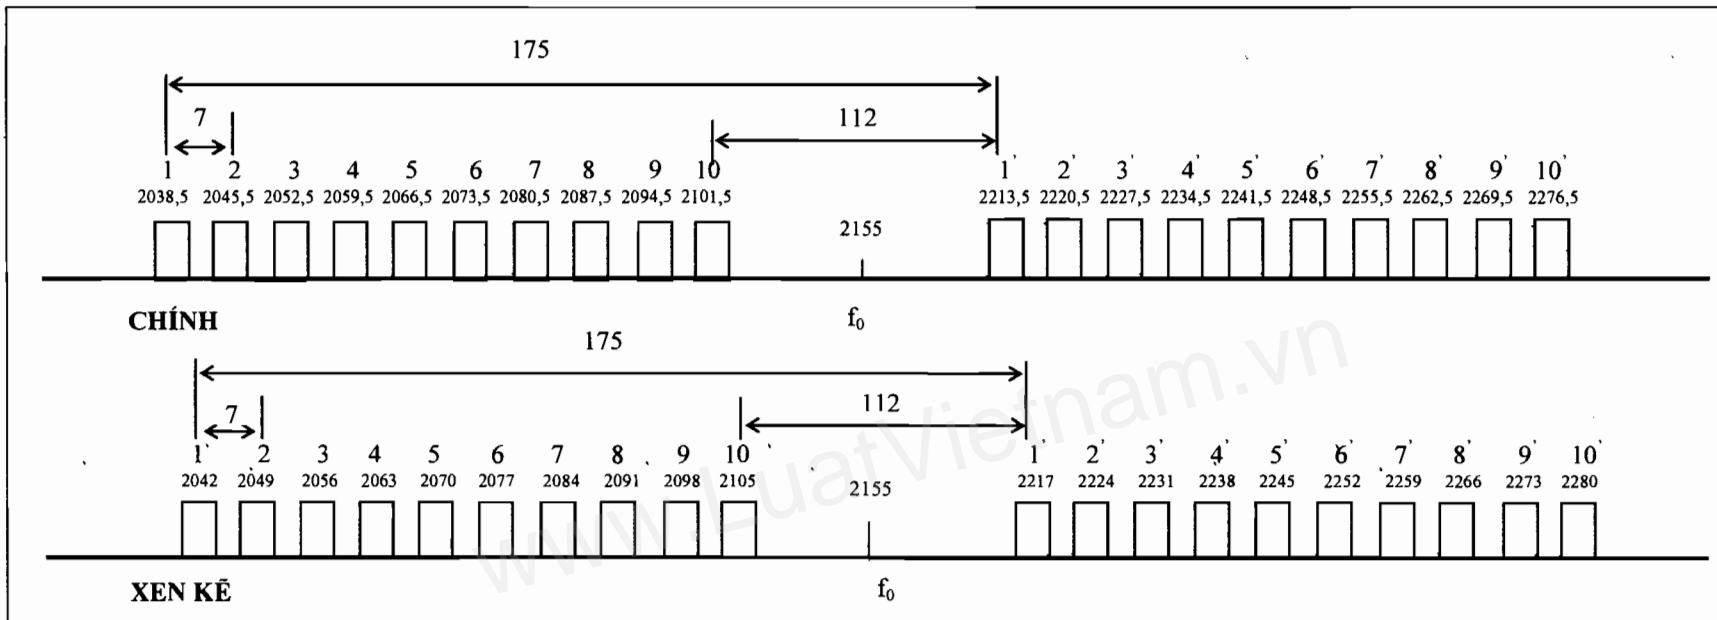 175
7
112
1 2 3 4 5 6 7 8 9 10 1' 2' 3' 4' 5' 6' 7' 8' 9' 10'
2038,5 2045,5 2052,5 2059,5 2066,5 2073,5 2080,5 2087,5 2094,5 2101,5 2213,5 2220,5 2227,5 2234,5 2241,5 2248,5 2255,5 2262,5 2269,5 2276,5
2155
CHÍNH f₀
175
7
112
1 2 3 4 5 6 7 8 9 10 1' 2' 3' 4' 5' 6' 7' 8' 9' 10'
2042 2049 2056 2063 2070 2077 2084 2091 2098 2105 2217 2224 2231 2238 2245 2252 2259 2266 2273 2280
2155
XEN KẼ f₀
www.LuatVietnam.vn